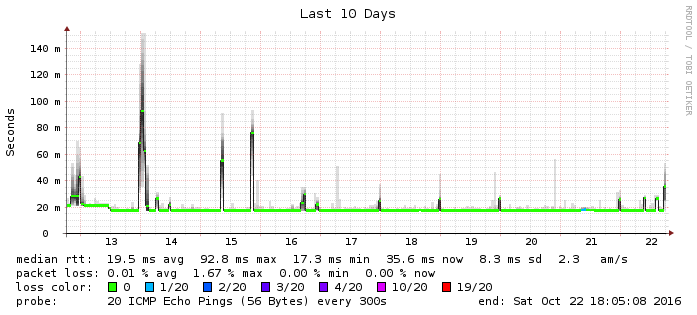 Last 10 Days
RRDTOOL / TOBI OETIKER
Seconds
140 m
120 m
100 m
80 m
60 m
40 m
20 m
0
13 14 15 16 17 18 19 20 21 22
median rtt: 19.5 ms avg 92.8 ms max 17.3 ms min 35.6 ms now 8.3 ms sd 2.3 am/s
packet loss: 0.01 % avg 1.67 % max 0.00 % min 0.00 % now
loss color: 0 1/20 2/20 3/20 4/20 10/20 19/20
probe: 20 ICMP Echo Pings (56 Bytes) every 300s end: Sat Oct 22 18:05:08 2016